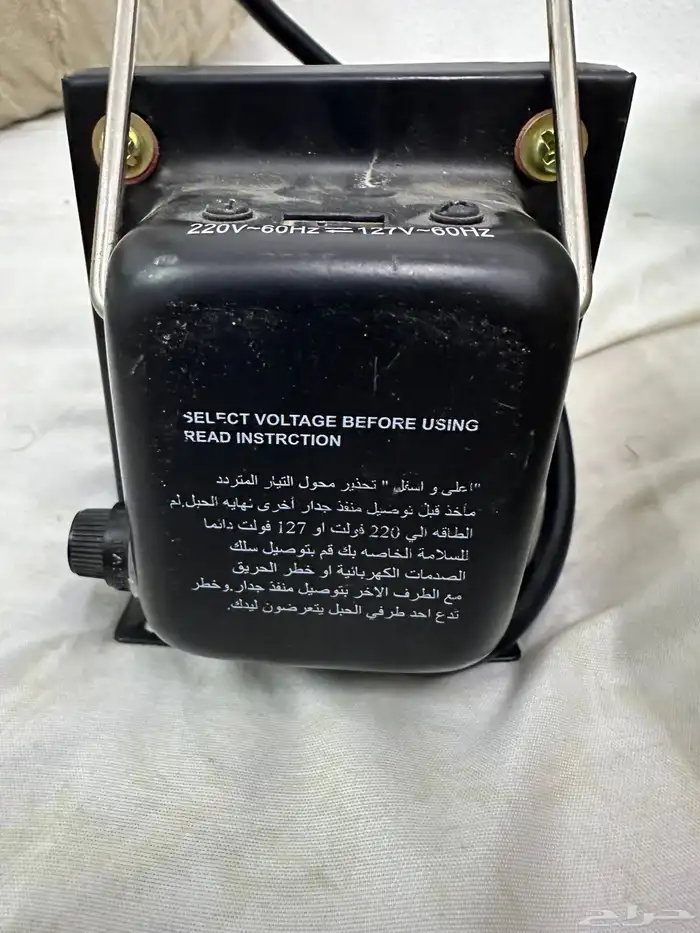 220V~60Hz ⇌ 127V~60Hz
SELECT VOLTAGE BEFORE USING
READ INSTRCTION
"اعلى و اسفل" تحذير محول التيار المتردد
مأخذ قبل توصيل منفذ جدار أخرى نهايه الحبل.لم
الطاقه الي 220 فولت او 127 فولت دائما
للسلامة الخاصه بك قم بتوصيل سلك
الصدمات الكهربائية او خطر الحريق
مع الطرف الاخر بتوصيل منفذ جدار.وخطر
تدع احد طرفي الحبل يتعرضون ليدك.
حراج